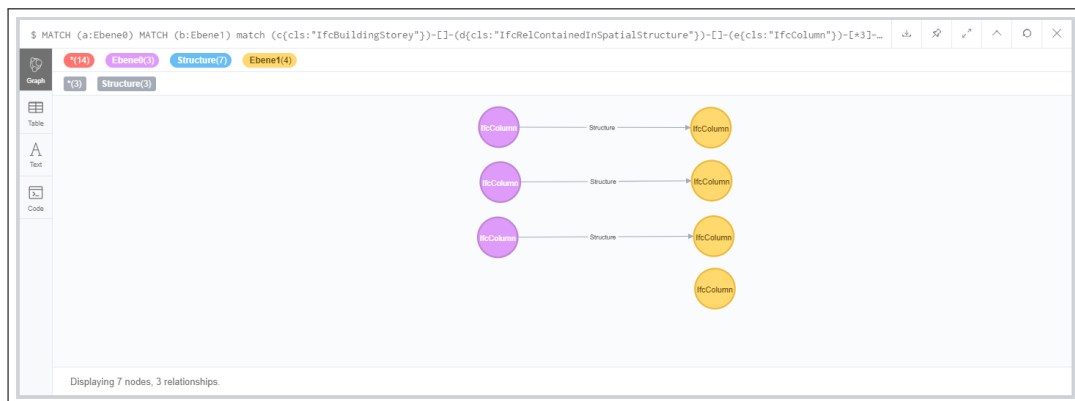 $ MATCH (a:Ebene0) MATCH (b:Ebene1) match (c{cls:"IfcBuildingStorey"})-[]-(d{cls:"IfcRelContainedInSpatialStructure"})-[]-(e{cls:"IfcColumn"})-[*3]-…
*(14) Ebene0(3) Structure(7) Ebene1(4)
Graph
*(3) Structure(3)
Table
A
Text
Code
IfcColumn Structure IfcColumn
IfcColumn Structure IfcColumn
IfcColumn Structure IfcColumn
IfcColumn
Displaying 7 nodes, 3 relationships.